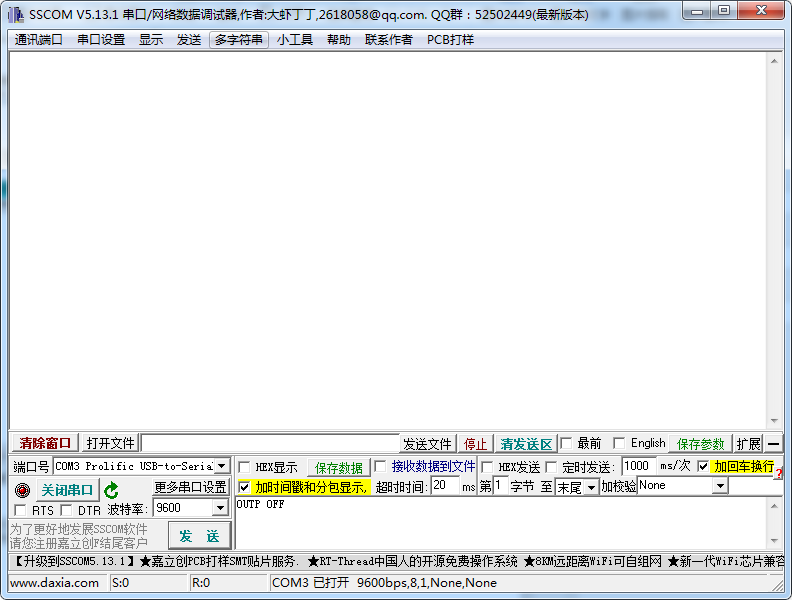 SSCOM V5.13.1 串口/网络数据调试器,作者:大虾丁丁,2618058@qq.com. QQ群：52502449(最新版本)
通讯端口 串口设置 显示 发送 多字符串 小工具 帮助 联系作者 PCB打样
清除窗口 打开文件 发送文件 停止 清发送区 最前 English 保存参数 扩展 —
端口号 COM3 Prolific USB-to-Seria HEX显示 保存数据 接收数据到文件 HEX发送 定时发送: 1000 ms/次 加回车换行
关闭串口 更多串口设置 加时间戳和分包显示, 超时时间: 20 ms 第 1 字节 至 末尾 加校验 None
RTS DTR 波特率: 9600 OUTP OFF
为了更好地发展SSCOM软件
请您注册嘉立创F结尾客户
发 送
【升级到SSCOM5.13.1】★嘉立创PCB打样SMT贴片服务. ★RT-Thread中国人的开源免费操作系统 ★8KM远距离WiFi可自组网 ★新一代WiFi芯片兼容
www.daxia.com S:0 R:0 COM3 已打开 9600bps,8,1,None,None